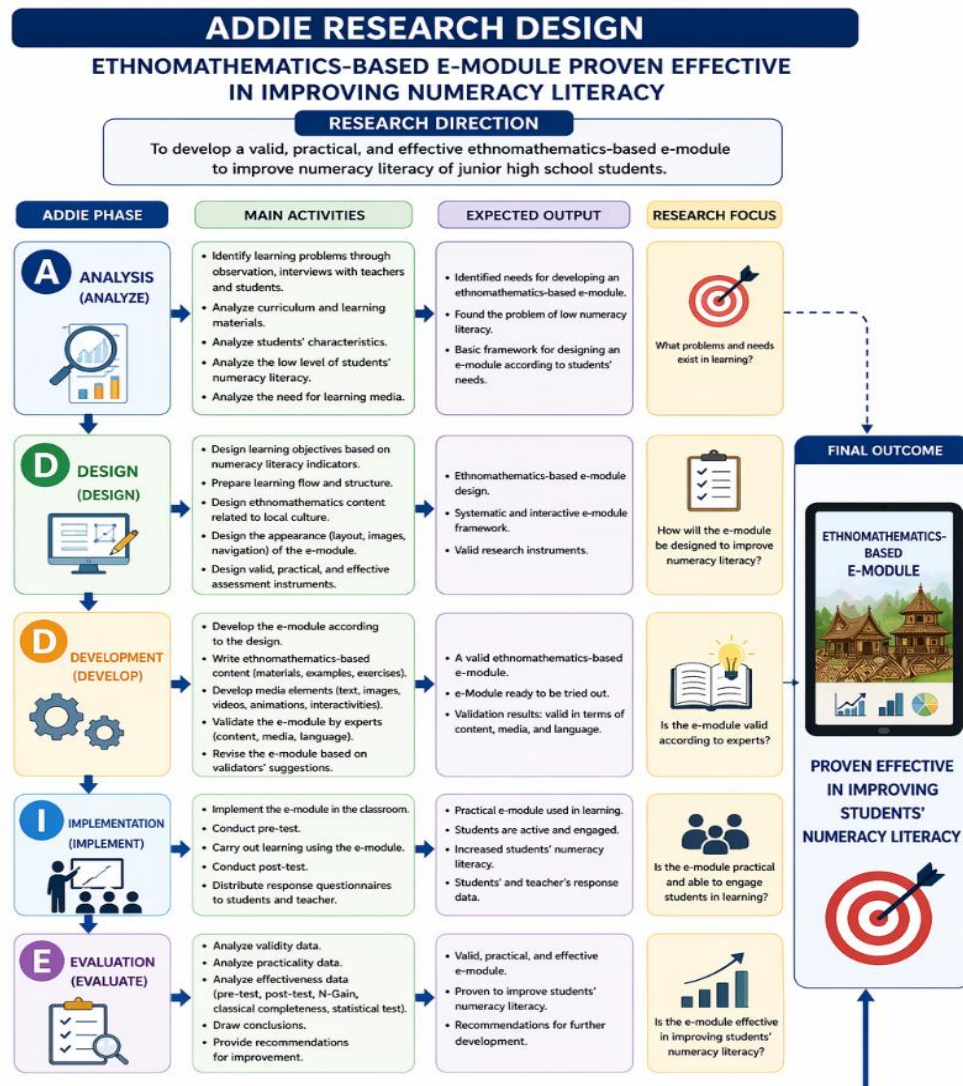 ADDIE RESEARCH DESIGN
ETHNOMATHEMATICS-BASED E-MODULE PROVEN EFFECTIVE
IN IMPROVING NUMERACY LITERACY
RESEARCH DIRECTION
To develop a valid, practical, and effective ethnomathematics-based e-module
to improve numeracy literacy of junior high school students.
ADDIE PHASE
MAIN ACTIVITIES
EXPECTED OUTPUT
RESEARCH FOCUS
A
ANALYSIS
(ANALYZE)
• Identify learning problems through
observation, interviews with teachers
and students.
• Analyze curriculum and learning
materials.
• Analyze students' characteristics.
• Analyze the low level of students'
numeracy literacy.
• Analyze the need for learning media.
• Identified needs for developing an
ethnomathematics-based e-module.
• Found the problem of low numeracy
literacy.
• Basic framework for designing an
e-module according to students'
needs.
What problems and needs
exist in learning?
D
DESIGN
(DESIGN)
• Design learning objectives based on
numeracy literacy indicators.
• Prepare learning flow and structure.
• Design ethnomathematics content
related to local culture.
• Design the appearance (layout, images,
navigation) of the e-module.
• Design valid, practical, and effective
assessment instruments.
• Ethnomathematics-based e-module
design.
• Systematic and interactive e-module
framework.
• Valid research instruments.
How will the e-module
be designed to improve
numeracy literacy?
D
DEVELOPMENT
(DEVELOP)
• Develop the e-module according
to the design.
• Write ethnomathematics-based
content (materials, examples, exercises).
• Develop media elements (text, images,
videos, animations, interactivities).
• Validate the e-module by experts
(content, media, language).
• Revise the e-module based on
validators' suggestions.
• A valid ethnomathematics-based
e-module.
• e-Module ready to be tried out.
• Validation results: valid in terms of
content, media, and language.
Is the e-module valid
according to experts?
I
IMPLEMENTATION
(IMPLEMENT)
• Implement the e-module in the classroom.
• Conduct pre-test.
• Carry out learning using the e-module.
• Conduct post-test.
• Distribute response questionnaires
to students and teacher.
• Practical e-module used in learning.
• Students are active and engaged.
• Increased students' numeracy
literacy.
• Students' and teacher's response
data.
Is the e-module practical
and able to engage
students in learning?
E
EVALUATION
(EVALUATE)
• Analyze validity data.
• Analyze practicality data.
• Analyze effectiveness data
(pre-test, post-test, N-Gain,
classical completeness, statistical test).
• Draw conclusions.
• Provide recommendations
for improvement.
• Valid, practical, and effective
e-module.
• Proven to improve students'
numeracy literacy.
• Recommendations for further
development.
Is the e-module effective
in improving students'
numeracy literacy?
FINAL OUTCOME
ETHNOMATHEMATICS-
BASED
E-MODULE
PROVEN EFFECTIVE
IN IMPROVING
STUDENTS'
NUMERACY LITERACY